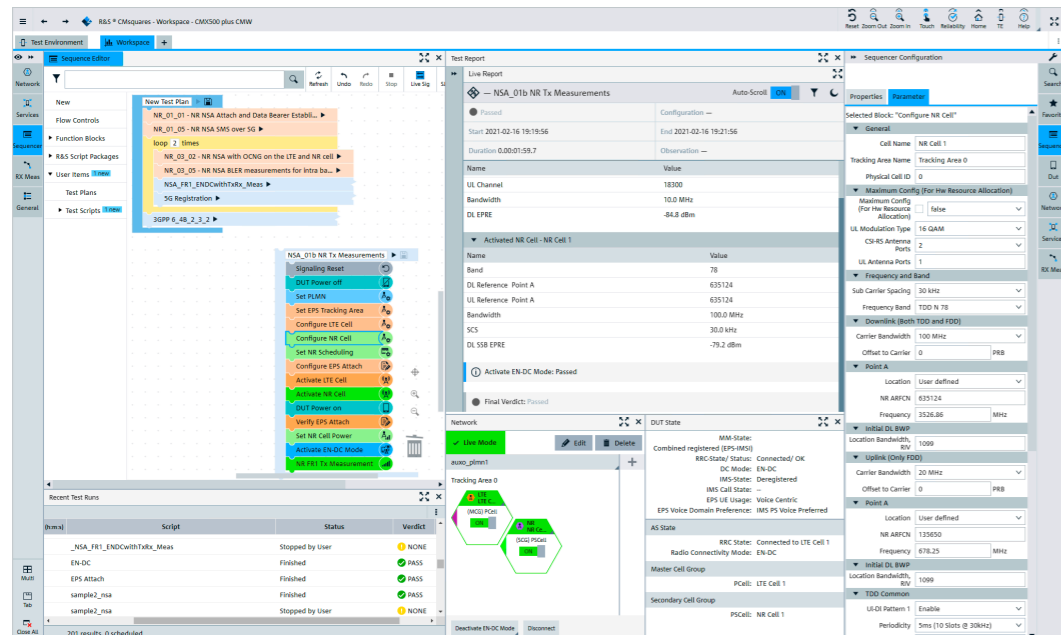 R&S ® CMsquares - Workspace - CMX500 plus CMW
Reset Zoom Out Zoom In Touch Reliability Home TE Help
Test Environment Workspace +
Sequence Editor
Network
Services
Sequencer
RX Meas
General
Multi
Tab
Close All
Refresh Undo Redo Stop Live Sig
New
Flow Controls
Function Blocks
R&S Script Packages
User Items 1 new
Test Plans
Test Scripts 1 new
New Test Plan
NR_01_01 - NR NSA Attach and Data Bearer Establi...
NR_01_05 - NR NSA SMS over 5G
loop 2 times
NR_03_02 - NR NSA with OCNG on the LTE and NR cell
NR_03_05 - NR NSA BLER measurements for intra ba...
NSA_FR1_ENDCwithTxRx_Meas
5G Registration
3GPP 6_4B_2_3_2
NSA_01b NR Tx Measurements
Signaling Reset
DUT Power off
Set PLMN
Set EPS Tracking Area
Configure LTE Cell
Configure NR Cell
Set NR Scheduling
Configure EPS Attach
Activate LTE Cell
Activate NR Cell
DUT Power on
Verify EPS Attach
Set NR Cell Power
Activate EN-DC Mode
NR FR1 Tx Measurement
Recent Test Runs
(h:m:s) Script Status Verdict
_NSA_FR1_ENDCwithTxRx_Meas Stopped by User NONE
EN-DC Finished PASS
EPS Attach Finished PASS
sample2_nsa Finished PASS
sample2_nsa Stopped by User NONE
201 results, 0 scheduled
Test Report
Live Report
— NSA_01b NR Tx Measurements Auto-Scroll ON
Passed Configuration —
Start 2021-02-16 19:19:56 End 2021-02-16 19:21:56
Duration 0.00:01:59.7 Observation —
Name Value
UL Channel 18300
Bandwidth 10.0 MHz
DL EPRE -84.8 dBm
Activated NR Cell - NR Cell 1
Name Value
Band 78
DL Reference Point A 635124
UL Reference Point A 635124
Bandwidth 100.0 MHz
SCS 30.0 kHz
DL SSB EPRE -79.2 dBm
Activate EN-DC Mode: Passed
Final Verdict: Passed
Network
Live Mode Edit Delete
auxo_plmn1 +
Tracking Area 0
LTE
LTE C...
(MCG) PCell
ON
NR
NR Ce...
(SCG) PSCell
ON
Deactivate EN-DC Mode Disconnect
DUT State
MM-State:
Combined registered (EPS-IMSI)
RRC-State/ Status: Connected/ OK
DC Mode: EN-DC
IMS-State: Deregistered
IMS Call State: --
EPS UE Usage: Voice Centric
EPS Voice Domain Preference: IMS PS Voice Preferred
AS State
RRC State: Connected to LTE Cell 1
Radio Connectivity Mode: EN-DC
Master Cell Group
PCell: LTE Cell 1
Secondary Cell Group
PSCell: NR Cell 1
Sequencer Configuration
Properties Parameter
Selected Block: "Configure NR Cell"
General
Cell Name NR Cell 1
Tracking Area Name Tracking Area 0
Physical Cell ID 0
Maximum Config (For Hw Resource Allocation)
Maximum Config
(For Hw Resource false
Allocation)
UL Modulation Type 16 QAM
CSI-RS Antenna
Ports 2
UL Antenna Ports 1
Frequency and Band
Sub Carrier Spacing 30 kHz
Frequency Band TDD N 78
Downlink (Both TDD and FDD)
Carrier Bandwidth 100 MHz
Offset to Carrier 0 PRB
Point A
Location User defined
NR ARFCN 635124
Frequency 3526.86 MHz
Initial DL BWP
Location Bandwidth,
RIV 1099
Uplink (Only FDD)
Carrier Bandwidth 20 MHz
Offset to Carrier 0 PRB
Point A
Location User defined
NR ARFCN 135650
Frequency 678.25 MHz
Initial DL BWP
Location Bandwidth,
RIV 1099
TDD Common
Ul-Dl Pattern 1 Enable
Periodicity 5ms (10 Slots @ 30kHz)
Search
Favorit
Sequenc
Dut
Networ
Service
RX Mea